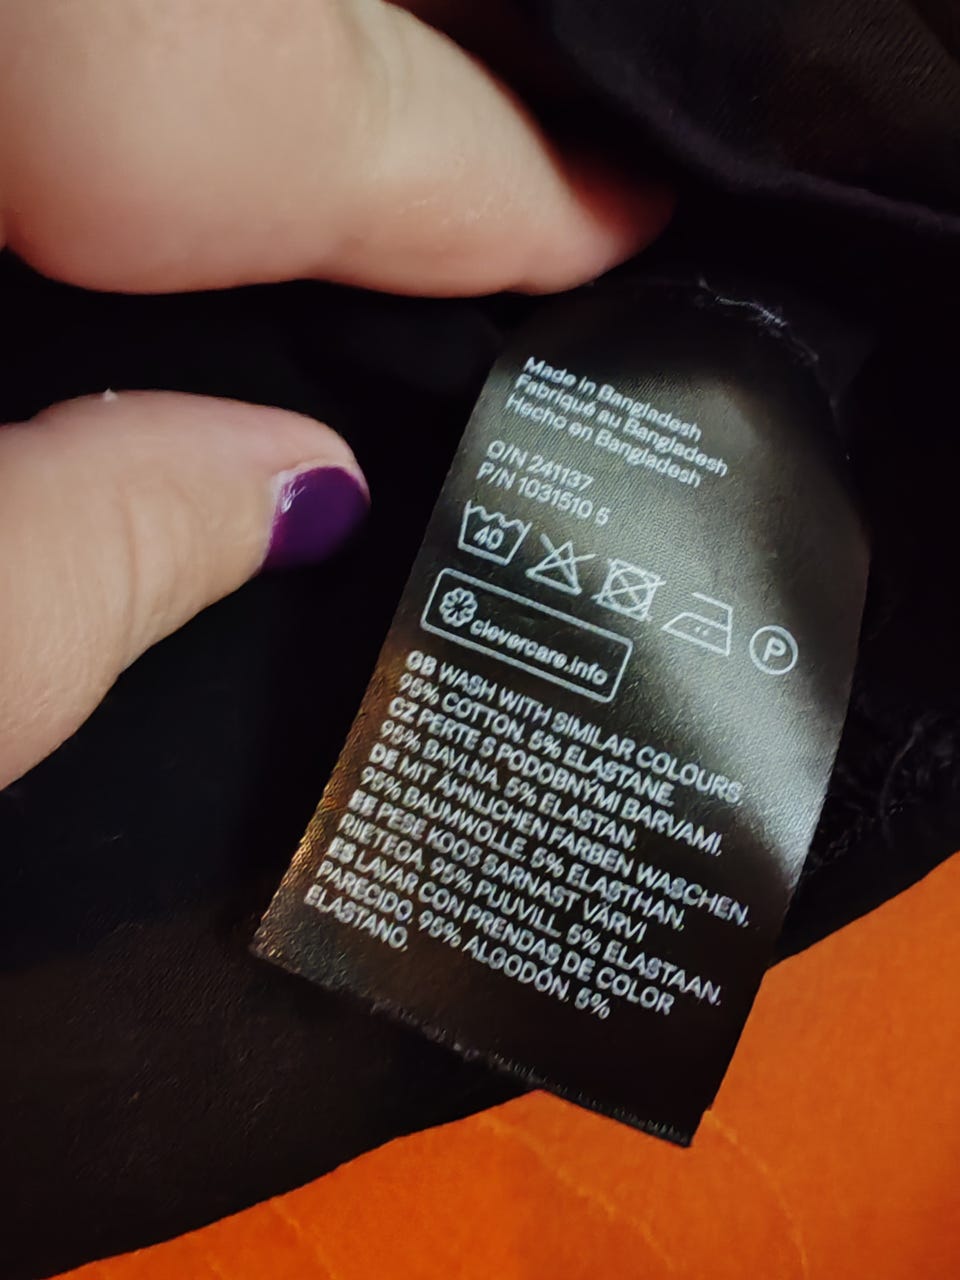 Made in Bangladesh
Fabriqué au Bangladesh
Hecho en Bangladesh
O/N 241137
P/N 1031510 5
40
P
clevercare.info
GB WASH WITH SIMILAR COLOURS,
95% COTTON, 5% ELASTANE
CZ PERTE S PODOBNÝMI BARVAMI,
95% BAVLNA, 5% ELASTAN,
DE MIT ÄHNLICHEN FARBEN WASCHEN,
95% BAUMWOLLE, 5% ELASTHAN,
EE PESE KOOS SARNAST VÄRVI
RIIETEGA, 95% PUUVILL, 5% ELASTAAN,
ES LAVAR CON PRENDAS DE COLOR
PARECIDO, 95% ALGODÓN, 5%
ELASTANO,